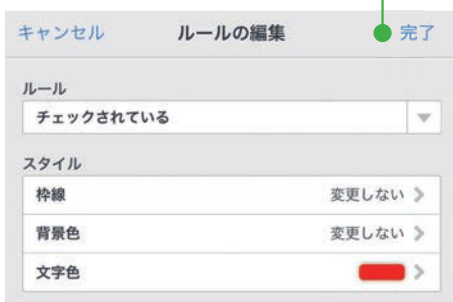 キャンセル ルールの編集 完了
ルール
チェックされている
スタイル
枠線 変更しない
背景色 変更しない
文字色